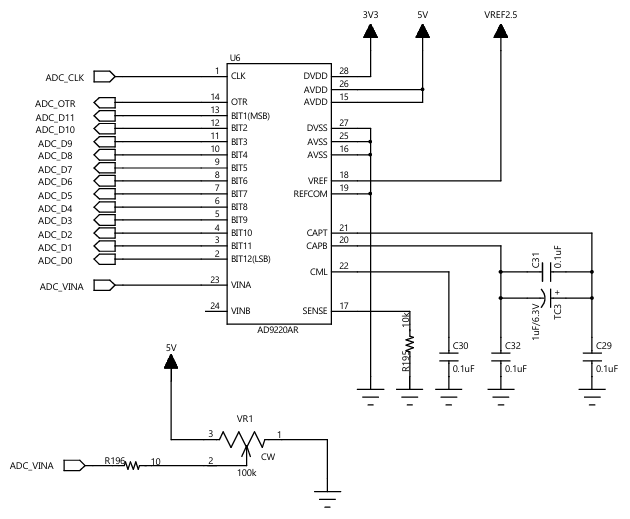 3V3 5V VREF2.5
U6
ADC_CLK 1 CLK DVDD 28
AVDD 26
ADC_OTR 14 OTR AVDD 15
ADC_D11 13 BIT1(MSB)
ADC_D10 12 BIT2 DVSS 27
ADC_D9 11 BIT3 AVSS 25
ADC_D8 10 BIT4 AVSS 16
ADC_D7 9 BIT5
ADC_D6 8 BIT6 VREF 18
ADC_D5 7 BIT7 REFCOM 19
ADC_D4 6 BIT8
ADC_D3 5 BIT9
ADC_D2 4 BIT10 CAPT 21
ADC_D1 3 BIT11 CAPB 20
ADC_D0 2 BIT12(LSB)
CML 22
C31 0.1uF
ADC_VINA 23 VINA
1uF/6.3V TC3 +
24 VINB SENSE 17
AD9220AR
R195 10k
C30 0.1uF
C32 0.1uF
C29 0.1uF
5V
VR1
3 1
CW
ADC_VINA R196 10 2
100k